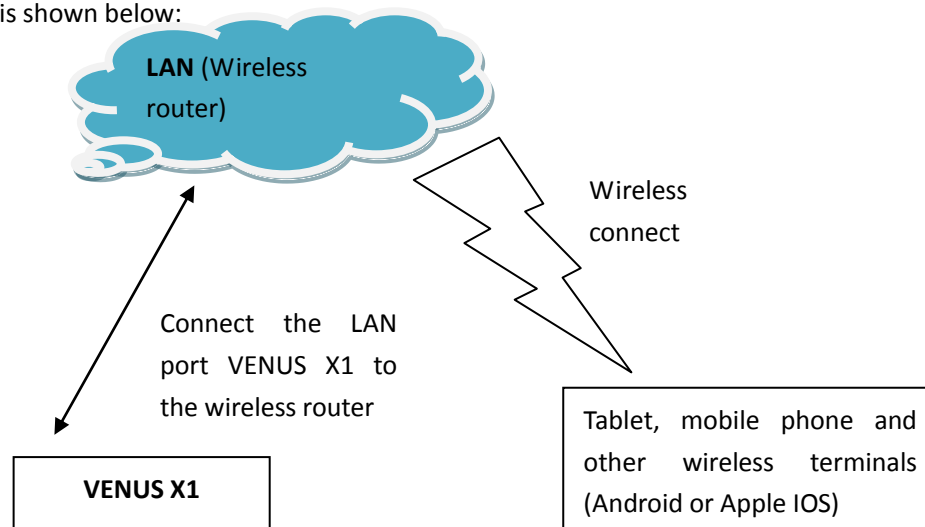 is shown below:
LAN (Wireless
router)
Wireless
connect
Connect the LAN
port VENUS X1 to
the wireless router
Tablet, mobile phone and
other wireless terminals
(Android or Apple IOS)
VENUS X1